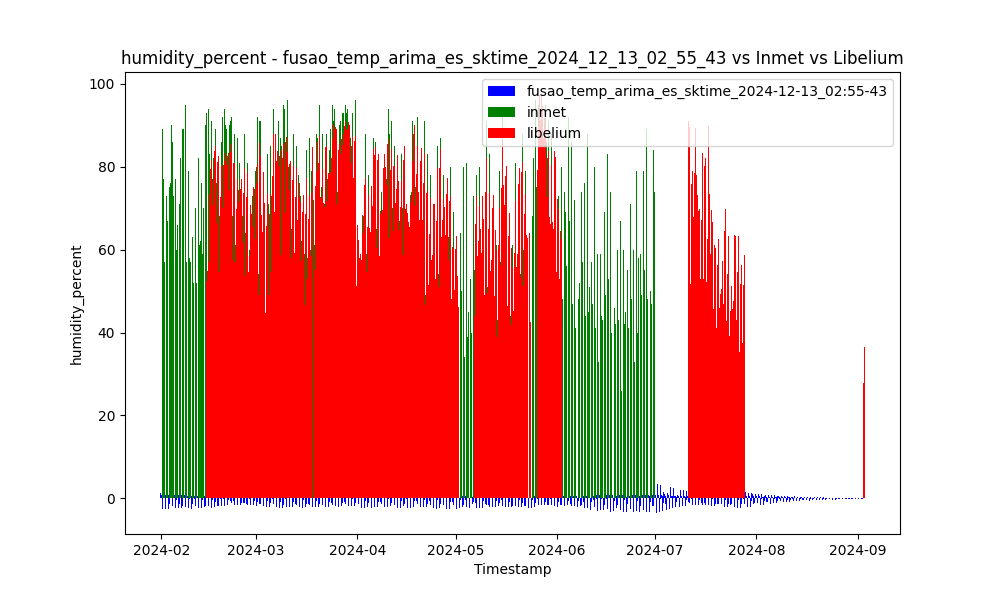 humidity_percent - fusao_temp_arima_es_sktime_2024_12_13_02_55_43 vs Inmet vs Libelium
fusao_temp_arima_es_sktime_2024-12-13_02:55-43
inmet
libelium
humidity_percent
100
80
60
40
20
0
2024-02 2024-03 2024-04 2024-05 2024-06 2024-07 2024-08 2024-09
Timestamp